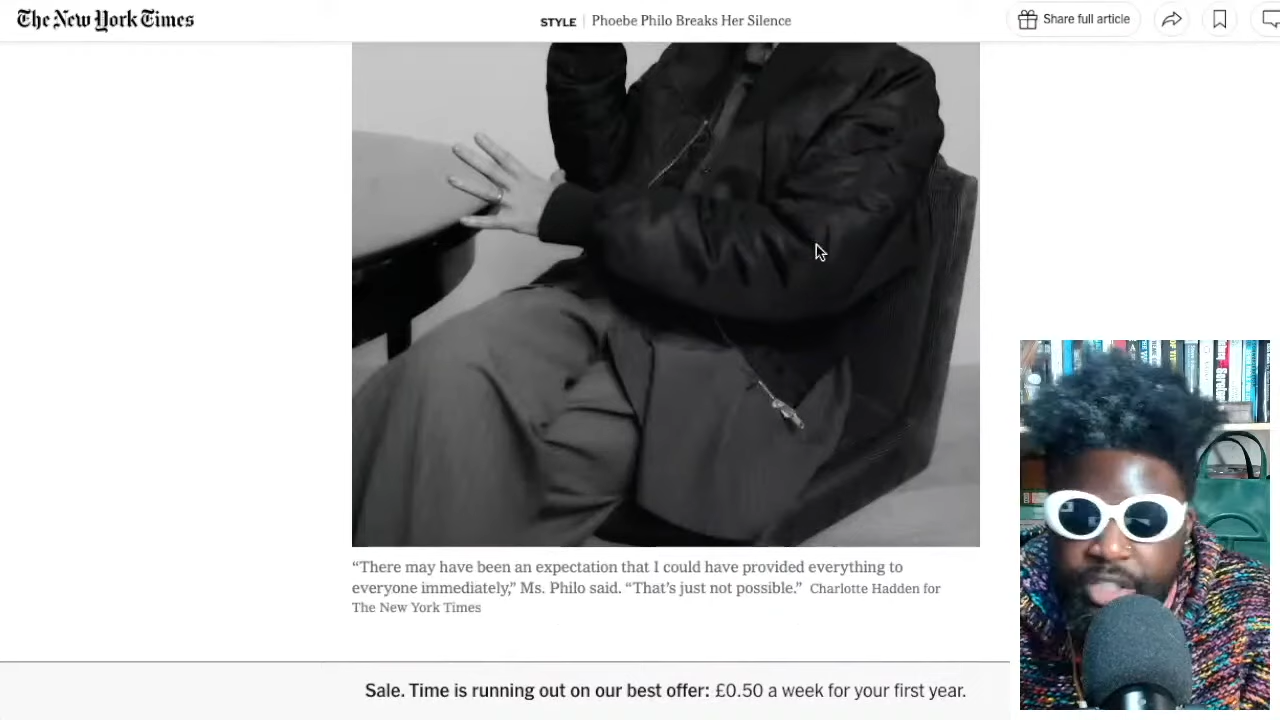 The New York Times
STYLE | Phoebe Philo Breaks Her Silence
Share full article
“There may have been an expectation that I could have provided everything to
everyone immediately,” Ms. Philo said. “That’s just not possible.” Charlotte Hadden for
The New York Times
Sale. Time is running out on our best offer: £0.50 a week for your first year.